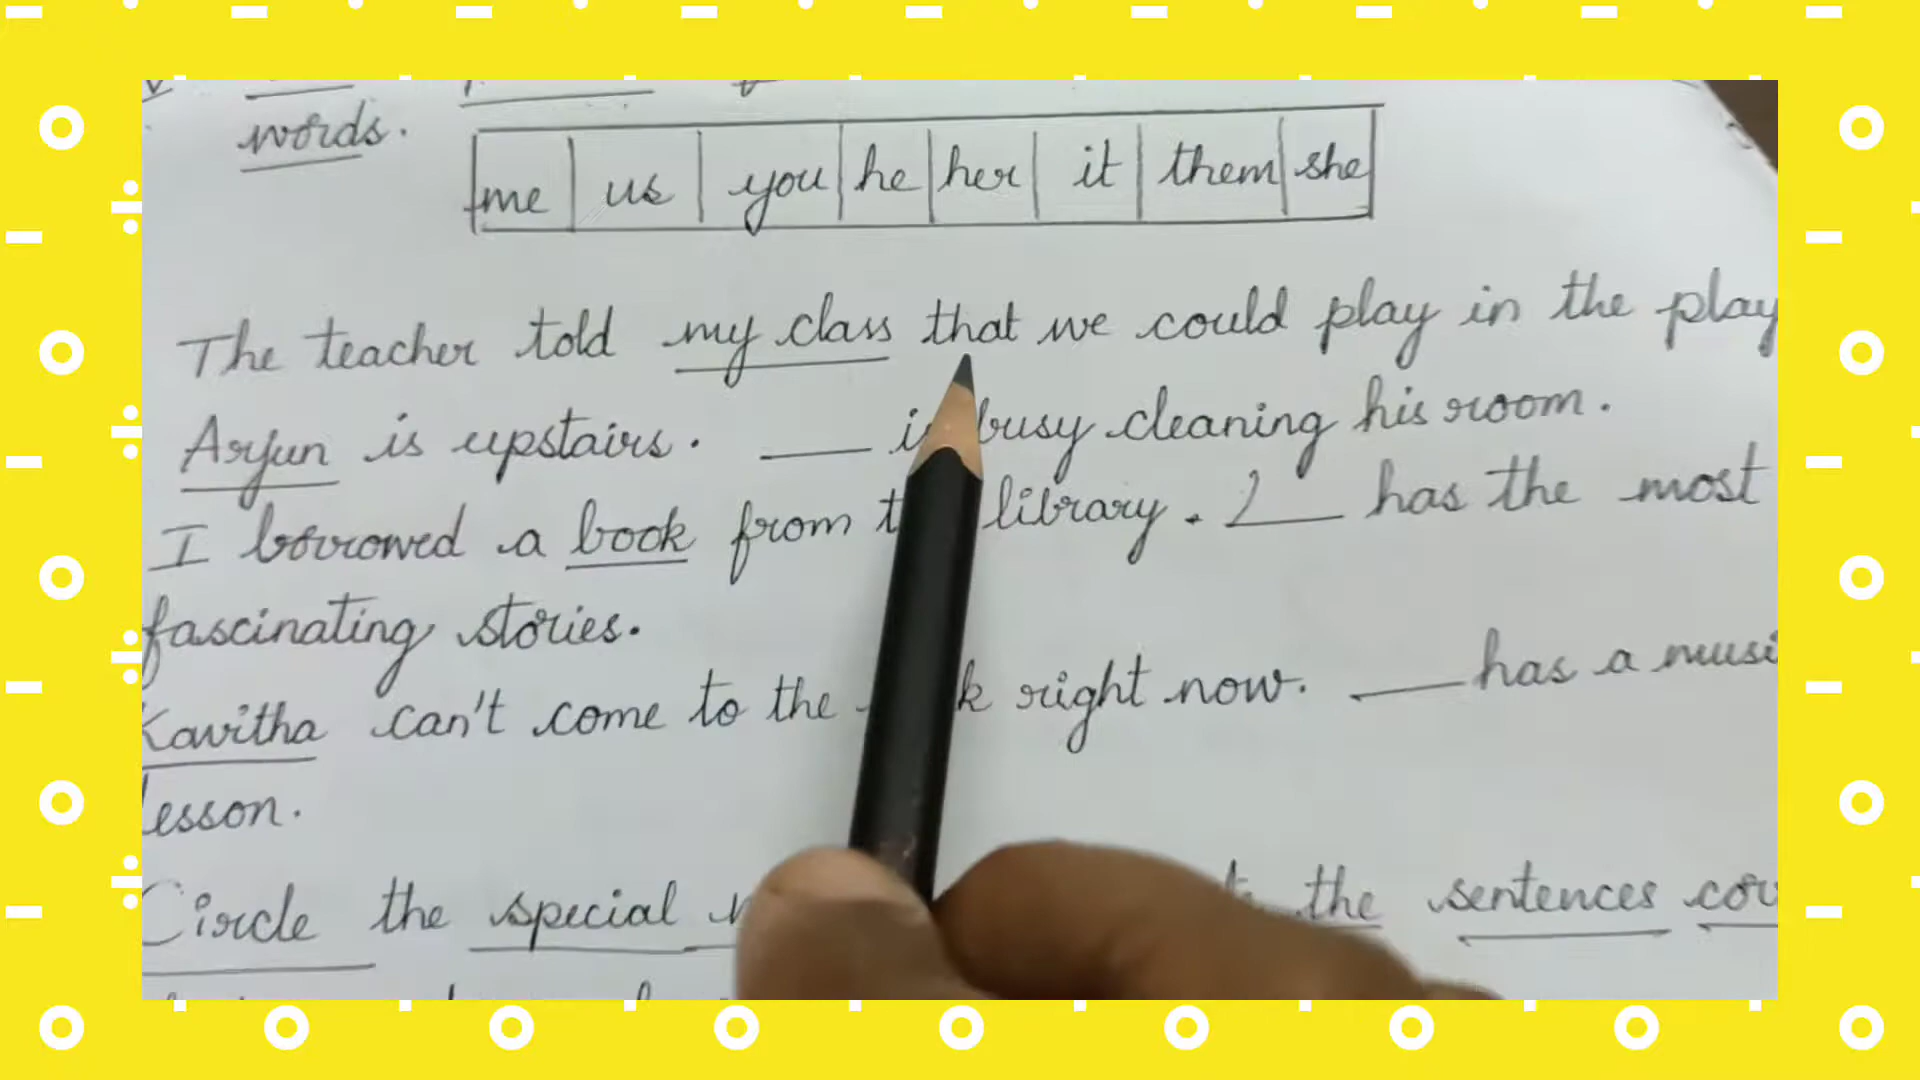 words.
me us you he her it them she
The teacher told my class that we could play in the play
Arjun is upstairs. ___ is busy cleaning his room.
I borrowed a book from library. ___ has the most
fascinating stories.
Kavitha can't come to the right now. ___ has a musi
lesson.
Circle the special the sentences cor